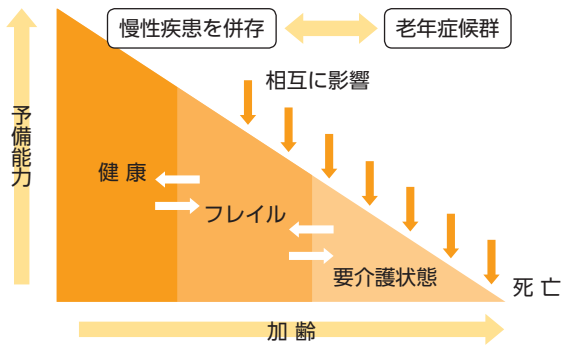 慢性疾患を併存
老年症候群
相互に影響
予備能力
健康
フレイル
要介護状態
死亡
加齢